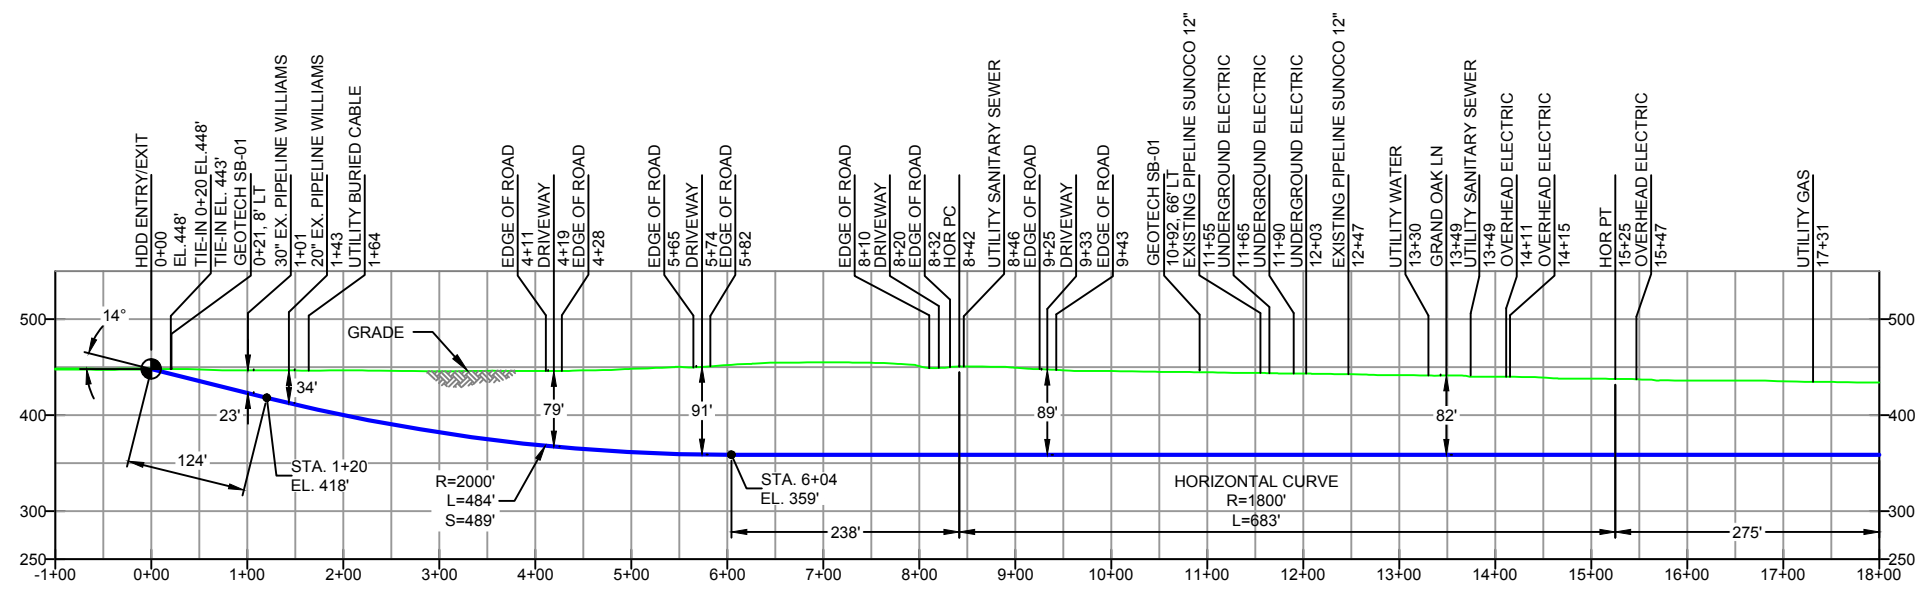 HDD ENTRY/EXIT
0+00
EL.448'
TIE-IN 0+20 EL.448'
TIE-IN EL. 443'
GEOTECH SB-01
0+21, 8' LT
30" EX. PIPELINE WILLIAMS
1+01
20" EX. PIPELINE WILLIAMS
1+43
UTILITY BURIED CABLE
1+64
EDGE OF ROAD
4+11
DRIVEWAY
4+19
EDGE OF ROAD
4+28
EDGE OF ROAD
5+65
DRIVEWAY
5+74
EDGE OF ROAD
5+82
EDGE OF ROAD
8+10
DRIVEWAY
8+20
EDGE OF ROAD
8+32
HOR PC
8+42
UTILITY SANITARY SEWER
8+46
EDGE OF ROAD
9+25
DRIVEWAY
9+33
EDGE OF ROAD
9+43
GEOTECH SB-01
10+92, 66' LT
EXISTING PIPELINE SUNOCO 12"
11+55
UNDERGROUND ELECTRIC
11+65
UNDERGROUND ELECTRIC
11+90
UNDERGROUND ELECTRIC
12+03
EXISTING PIPELINE SUNOCO 12"
12+47
UTILITY WATER
13+30
GRAND OAK LN
13+49
UTILITY SANITARY SEWER
13+49
OVERHEAD ELECTRIC
14+11
OVERHEAD ELECTRIC
14+15
HOR PT
15+25
OVERHEAD ELECTRIC
15+47
UTILITY GAS
17+31
500
14°
GRADE
500
34'
400
23'
79'
91'
89'
82'
400
124'
STA. 1+20
EL. 418'
R=2000'
L=484'
S=489'
STA. 6+04
EL. 359'
HORIZONTAL CURVE
R=1800'
L=683'
300
238'
275'
300
250
250
-1+00
0+00
1+00
2+00
3+00
4+00
5+00
6+00
7+00
8+00
9+00
10+00
11+00
12+00
13+00
14+00
15+00
16+00
17+00
18+00